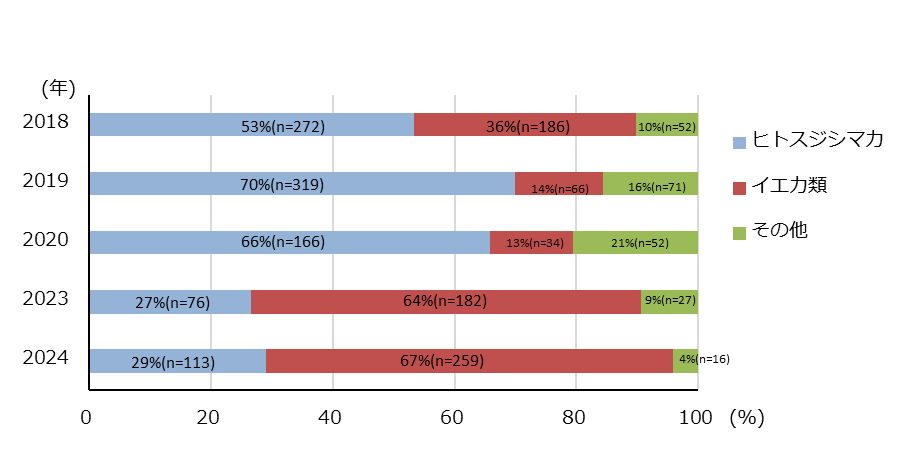 (年)
2018 53%(n=272) 36%(n=186) 10%(n=52)
2019 70%(n=319) 14%(n=66) 16%(n=71)
2020 66%(n=166) 13%(n=34) 21%(n=52)
2023 27%(n=76) 64%(n=182) 9%(n=27)
2024 29%(n=113) 67%(n=259) 4%(n=16)
0 20 40 60 80 100 (%)
ヒトスジシマカ
イエカ類
その他